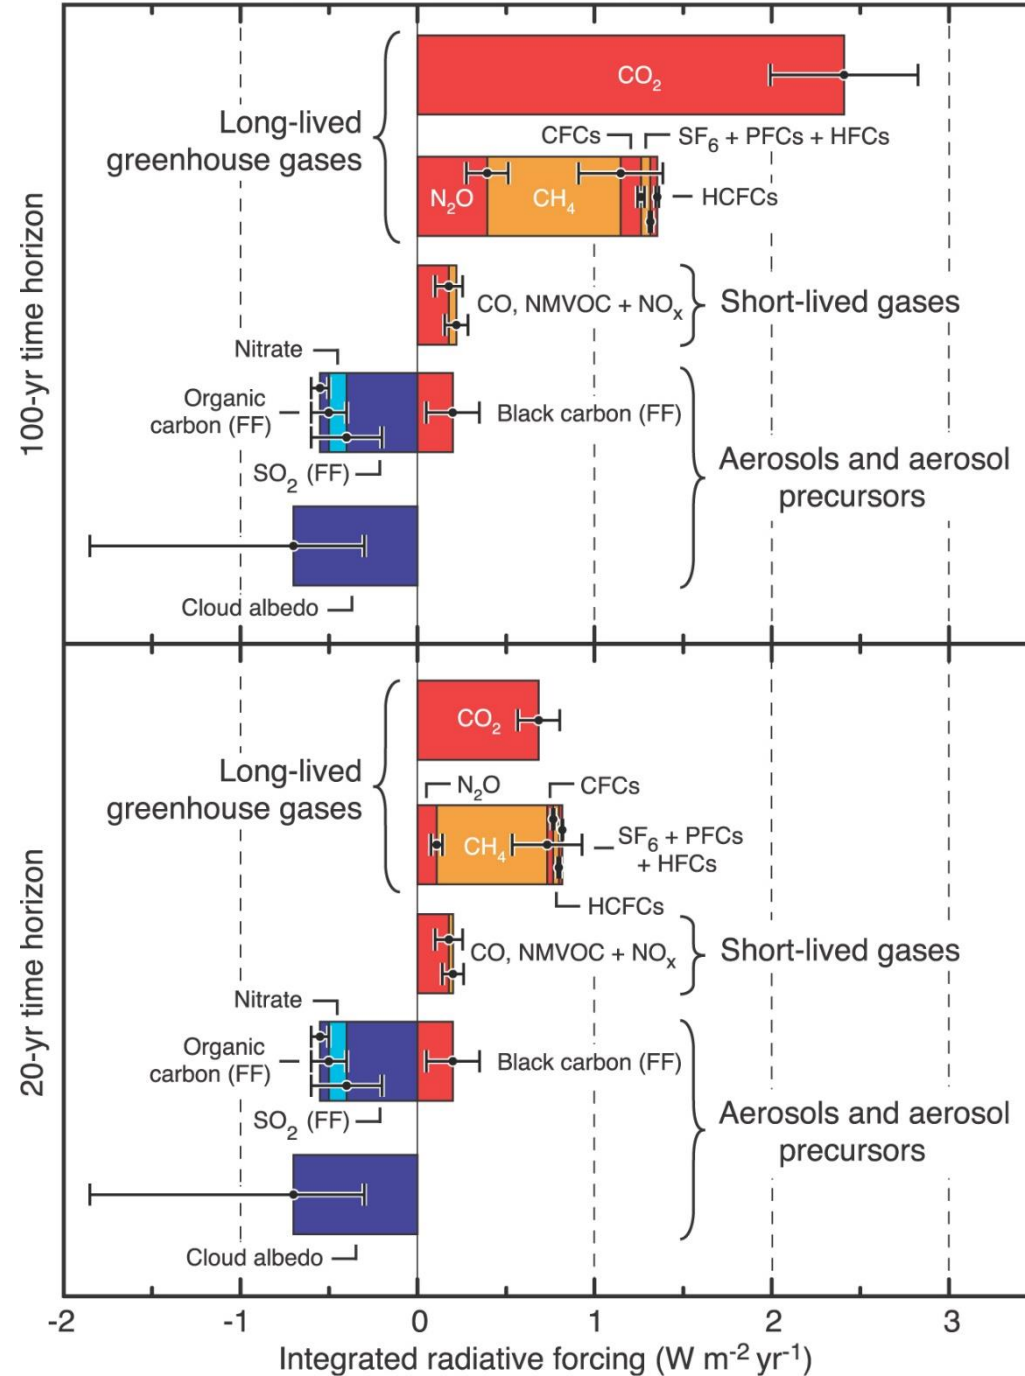 100-yr time horizon
Long-lived
greenhouse gases
CO2
CFCs
SF6 + PFCs + HFCs
N2O
CH4
HCFCs
CO, NMVOC + NOx
Short-lived gases
Nitrate
Organic
carbon (FF)
SO2 (FF)
Black carbon (FF)
Aerosols and aerosol
precursors
Cloud albedo
20-yr time horizon
Long-lived
greenhouse gases
CO2
N2O
CFCs
CH4
SF6 + PFCs
+ HFCs
HCFCs
CO, NMVOC + NOx
Short-lived gases
Nitrate
Organic
carbon (FF)
SO2 (FF)
Black carbon (FF)
Aerosols and aerosol
precursors
Cloud albedo
-2 -1 0 1 2 3
Integrated radiative forcing (W m-2 yr-1)